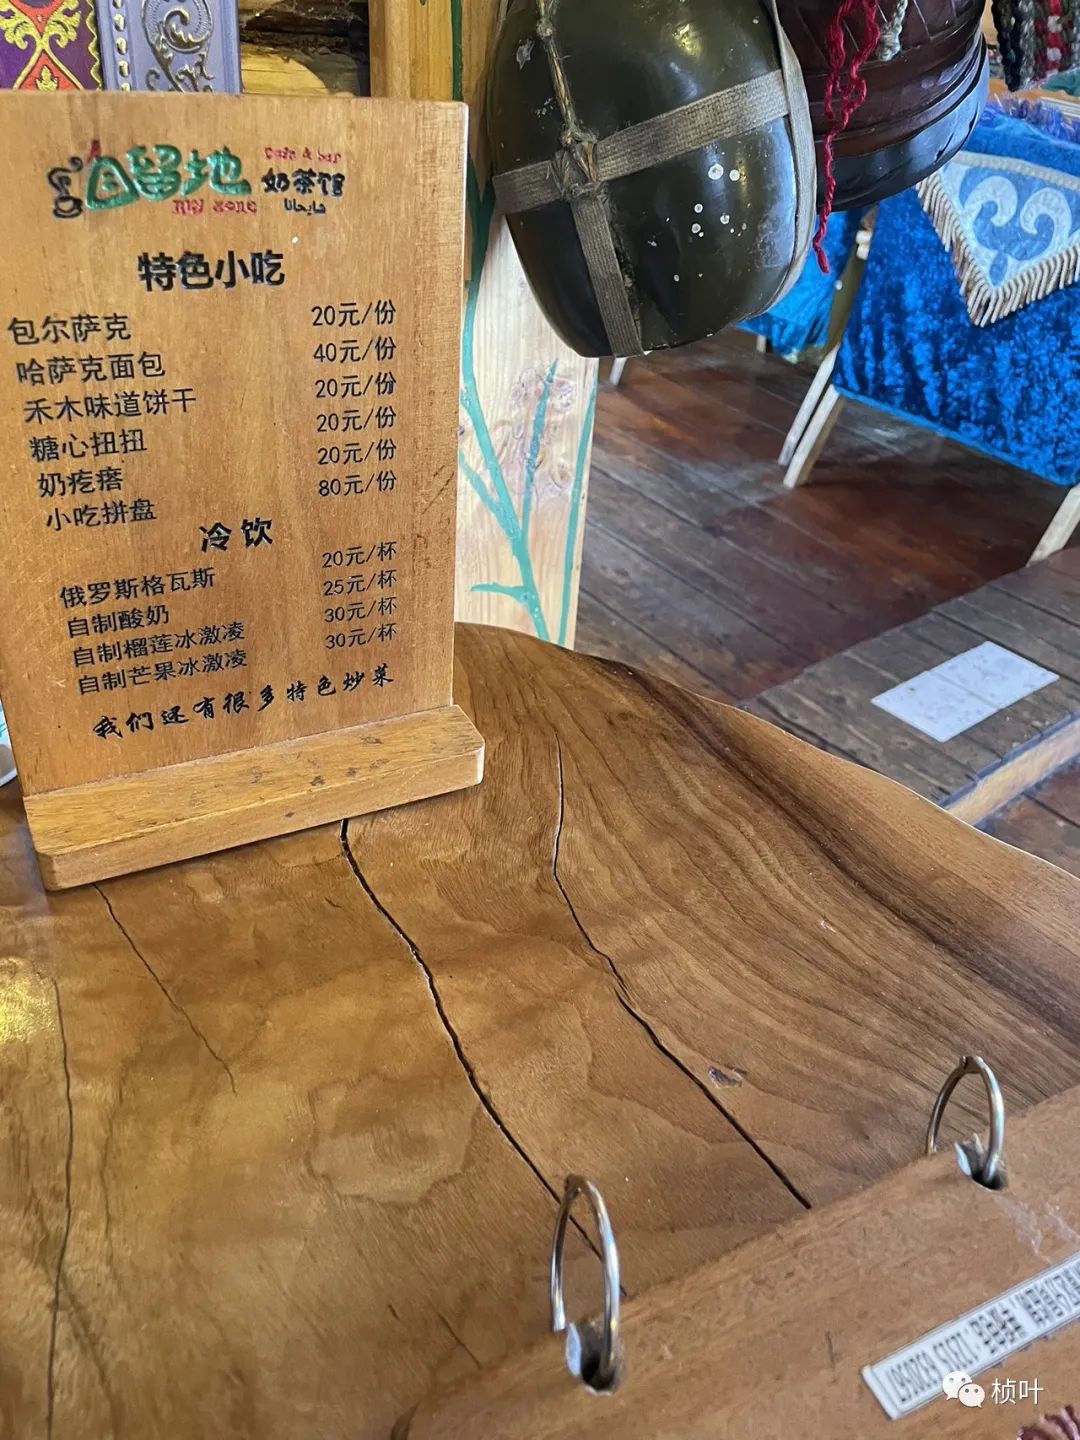 自留地
Cafe & bar
奶茶馆
MY ZONE
特色小吃
包尔萨克 20元/份
哈萨克面包 40元/份
禾木味道饼干 20元/份
糖心扭扭 20元/份
奶疙瘩 20元/份
小吃拼盘 80元/份
冷饮
俄罗斯格瓦斯 20元/杯
自制酸奶 25元/杯
自制榴莲冰激凌 30元/杯
自制芒果冰激凌 30元/杯
我们还有很多特色炒菜
桢叶